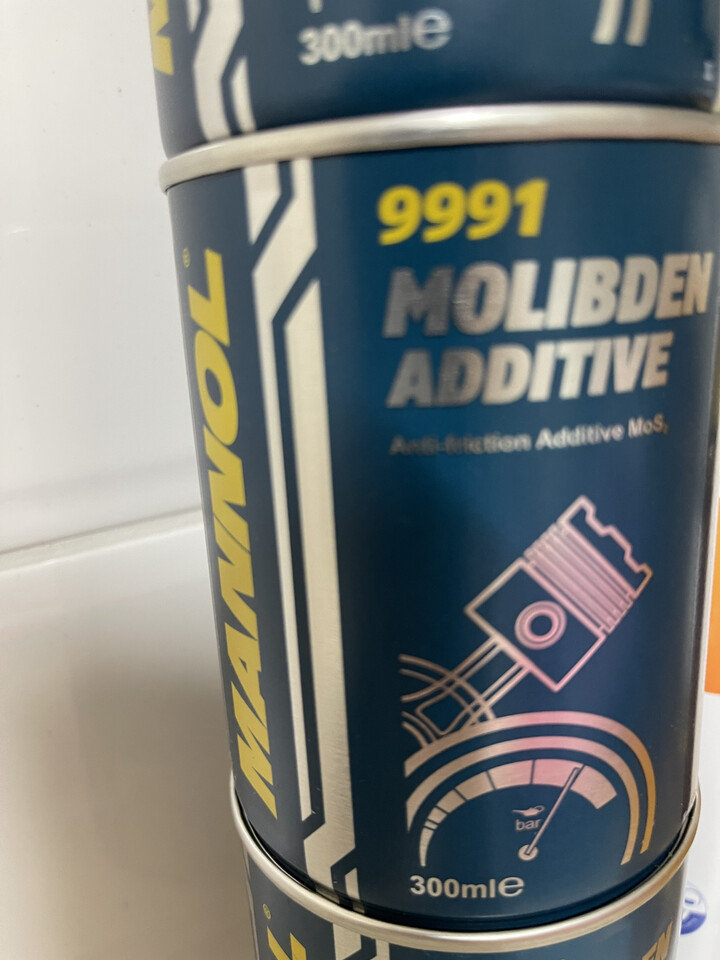 300ml℮
9991
MOLIBDEN
ADDITIVE
Anti-friction Additive MoS₂
MANNOL®
bar
300ml℮